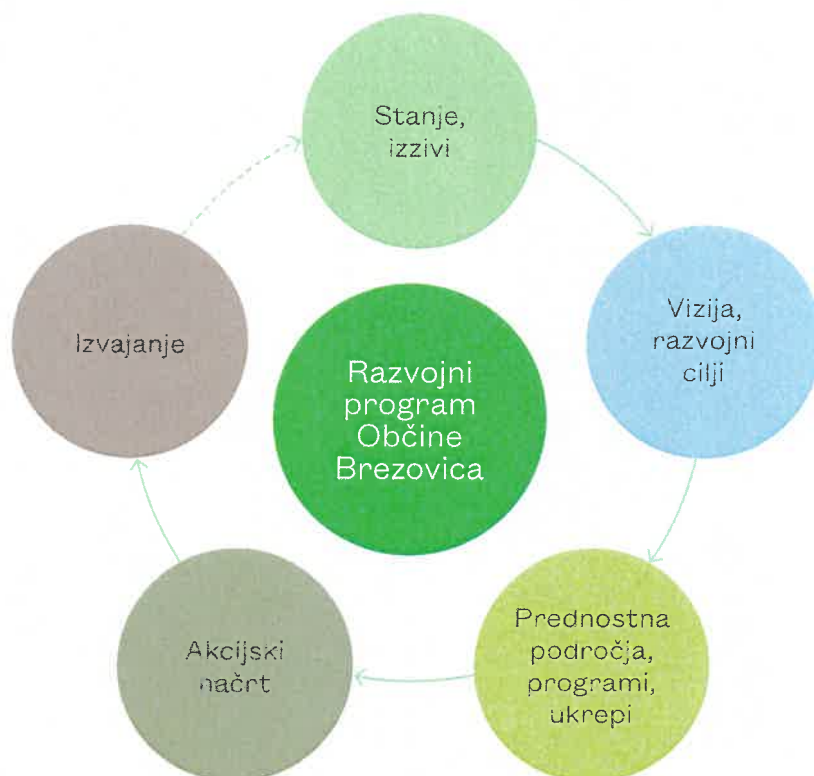 Stanje,
izzivi
Vizija,
razvojni
cilji
Prednostna
področja,
programi,
ukrepi
Akcijski
načrt
Izvajanje
Razvojni
program
Občine
Brezovica